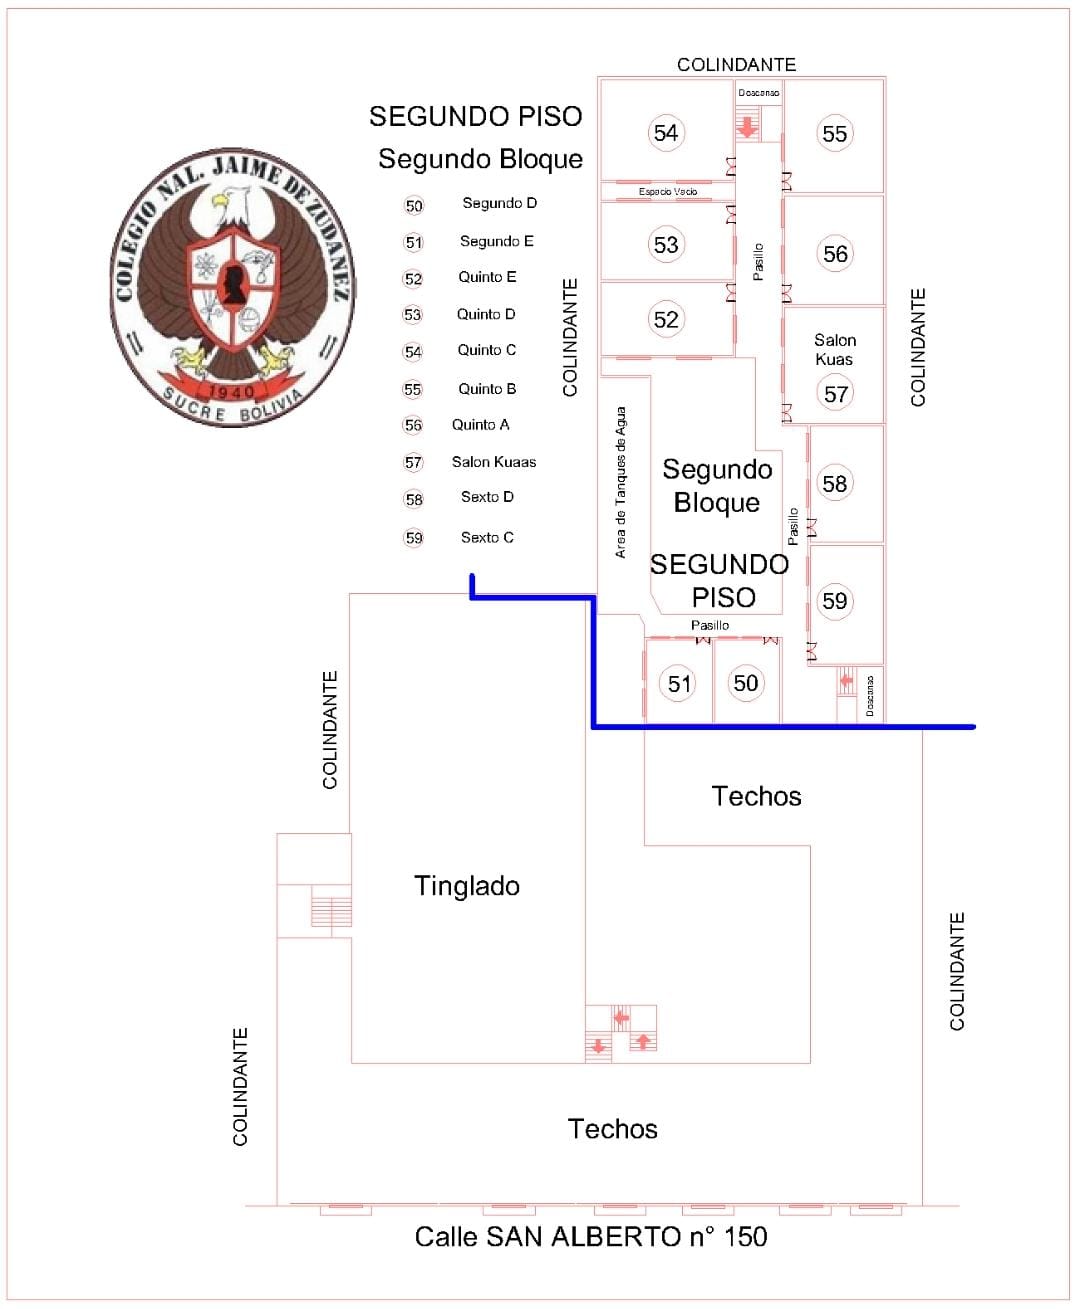 COLINDANTE
SEGUNDO PISO
Segundo Bloque
50 Segundo D
51 Segundo E
52 Quinto E
53 Quinto D
54 Quinto C
55 Quinto B
56 Quinto A
57 Salon Kuaas
58 Sexto D
59 Sexto C
COLEGIO NAL. JAIME DE ZUDAÑEZ
1940
SUCRE BOLIVIA
COLINDANTE
COLINDANTE
54
Descanso
55
Espacio Vacio
53
Pasillo
56
52
Salon
Kuas
57
Area de Tanques de Agua
Segundo
Bloque
58
Pasillo
SEGUNDO
PISO
59
Pasillo
51
50
Descanso
COLINDANTE
Techos
Tinglado
COLINDANTE
COLINDANTE
Techos
Calle SAN ALBERTO n° 150